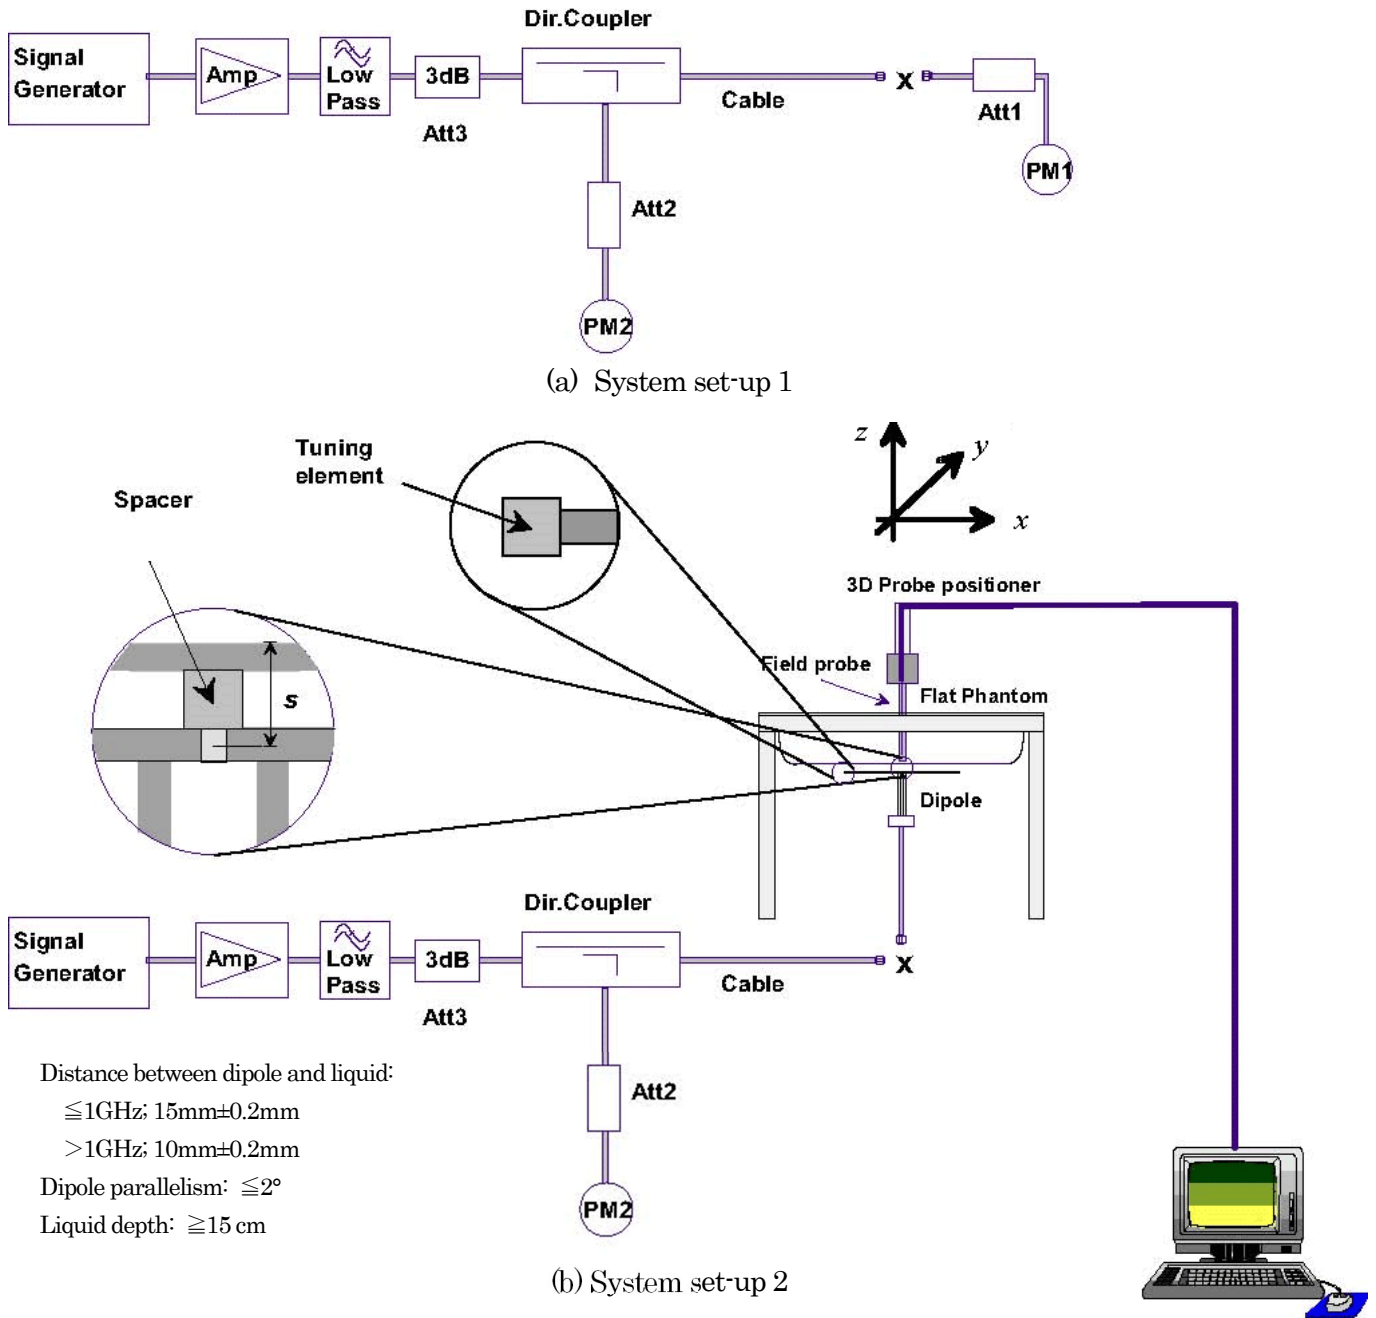 Dir.Coupler
Signal
Generator
Amp
Low
Pass
3dB
Att3
Cable
X
Att1
PM1
Att2
PM2
(a) System set-up 1
Tuning
element
Spacer
s
z
y
x
3D Probe positioner
Field probe
Flat Phantom
Dipole
Dir.Coupler
Signal
Generator
Amp
Low
Pass
3dB
Att3
Cable
X
Att2
PM2
Distance between dipole and liquid:
≦1GHz; 15mm±0.2mm
>1GHz; 10mm±0.2mm
Dipole parallelism: ≦2°
Liquid depth: ≧15 cm
(b) System set-up 2